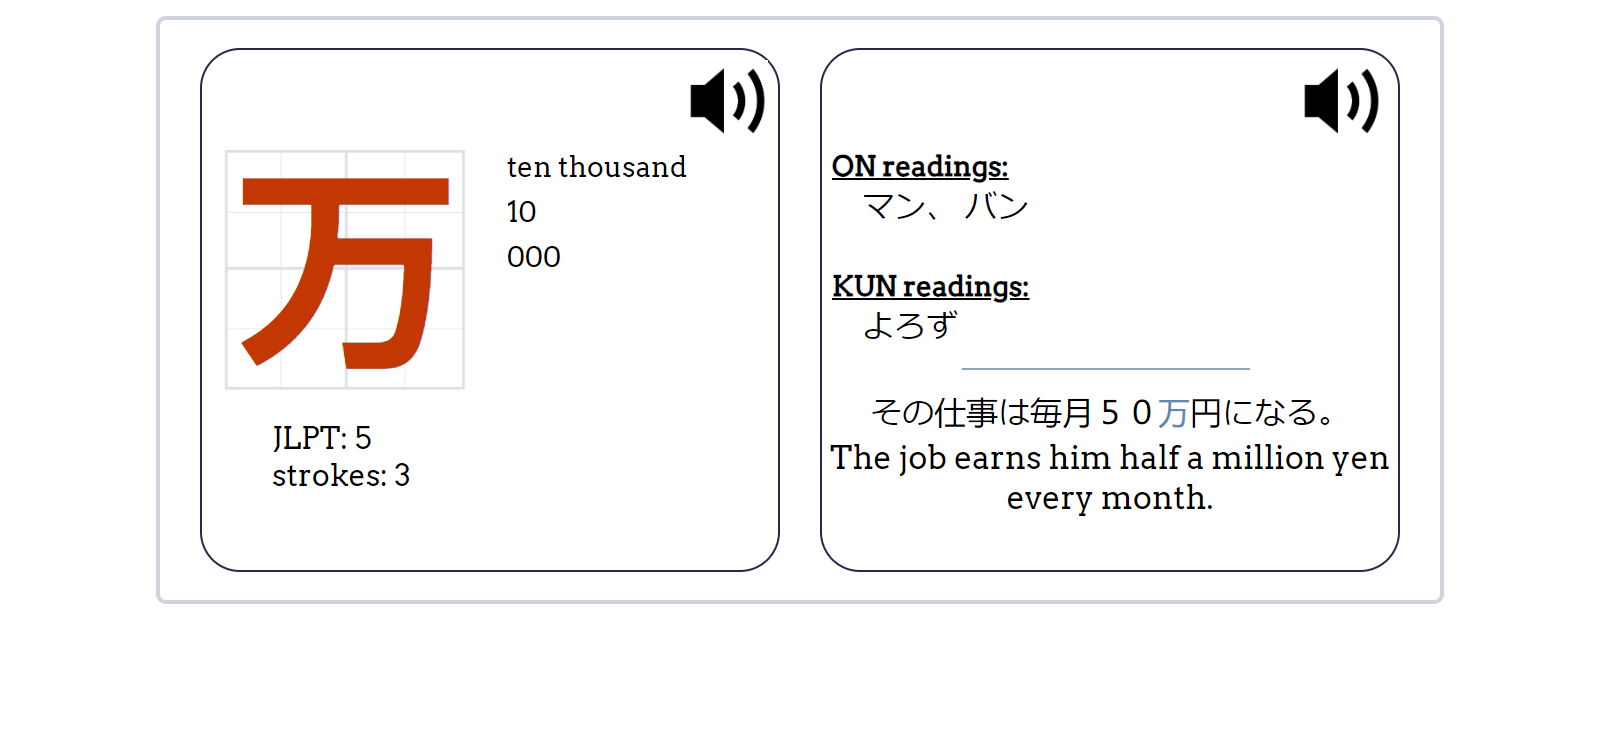 万
ten thousand
10
000
JLPT: 5
strokes: 3
ON readings:
マン、 バン
KUN readings:
よろず
その仕事は毎月５０万円になる。
The job earns him half a million yen
every month.